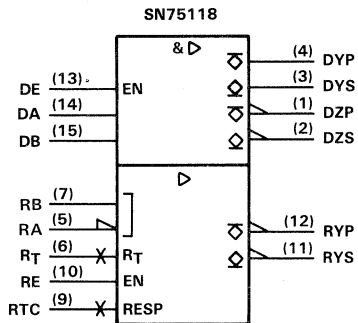 SN75118
& ▷
(4) DYP
DE (13) EN (3) DYS
DA (14) (1) DZP
DB (15) (2) DZS
▷
RB (7)
RA (5) (12) RYP
RT (6) RT (11) RYS
RE (10) EN
RTC (9) RESP